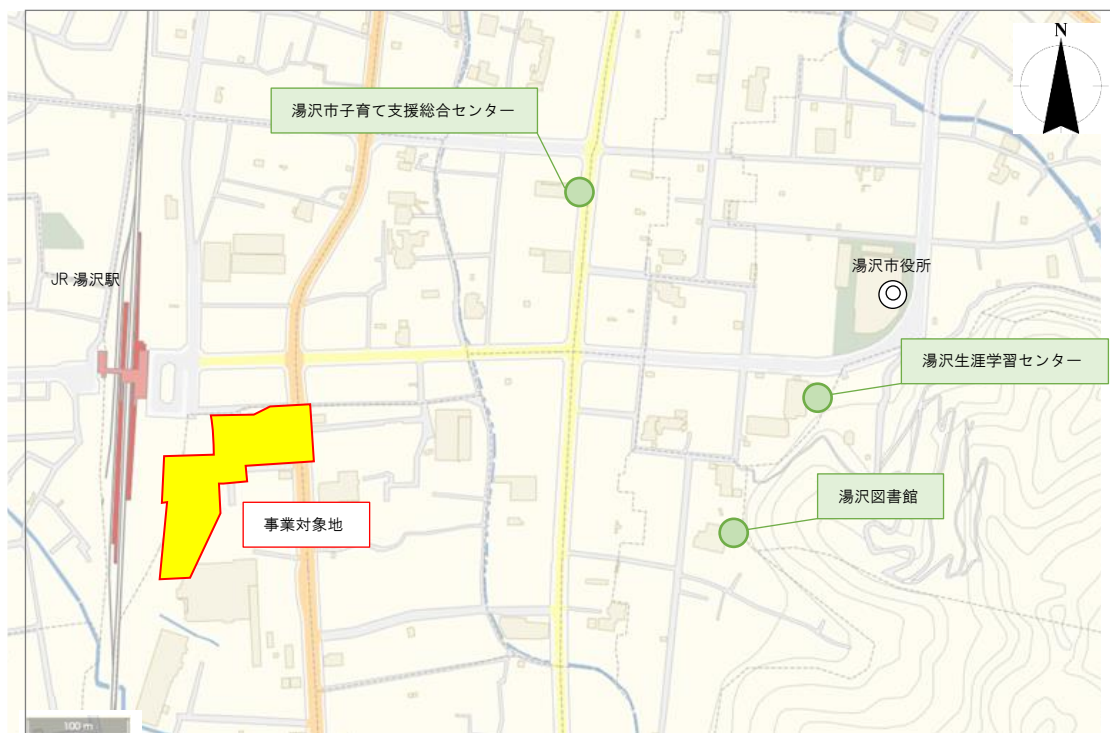 N
湯沢市子育て支援総合センター
湯沢市役所
JR 湯沢駅
湯沢生涯学習センター
湯沢図書館
事業対象地
100 m